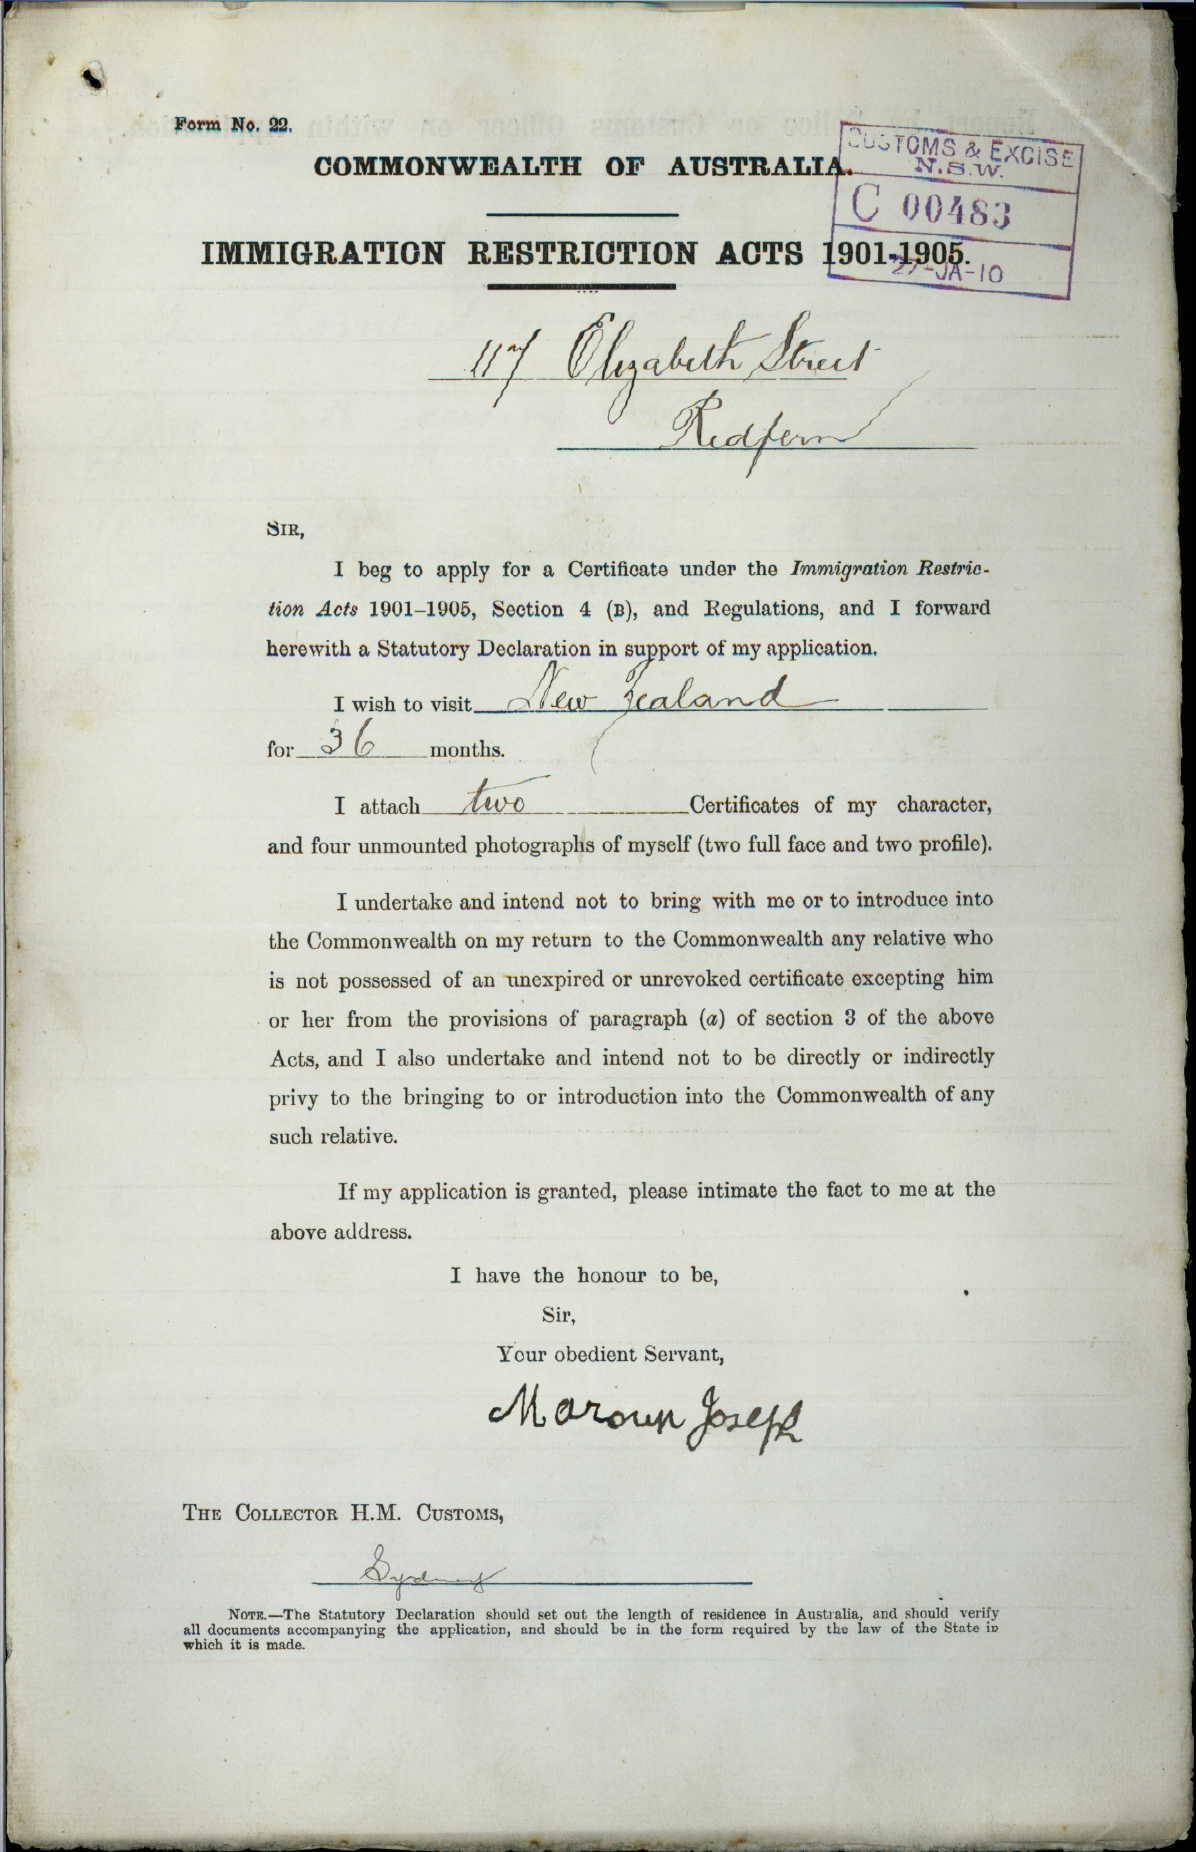 Form No. 22.
COMMONWEALTH OF AUSTRALIA.
CUSTOMS & EXCISE
N.S.W.
C 00483
27-JA-10
IMMIGRATION RESTRICTION ACTS 1901-1905.
117 Elizabeth Street
Redfern
SIR,
I beg to apply for a Certificate under the Immigration Restric-
tion Acts 1901–1905, Section 4 (B), and Regulations, and I forward
herewith a Statutory Declaration in support of my application.
I wish to visit New Zealand
for 36 months.
I attach two Certificates of my character,
and four unmounted photographs of myself (two full face and two profile).
I undertake and intend not to bring with me or to introduce into
the Commonwealth on my return to the Commonwealth any relative who
is not possessed of an unexpired or unrevoked certificate excepting him
or her from the provisions of paragraph (a) of section 3 of the above
Acts, and I also undertake and intend not to be directly or indirectly
privy to the bringing to or introduction into the Commonwealth of any
such relative.
If my application is granted, please intimate the fact to me at the
above address.
I have the honour to be,
Sir,
Your obedient Servant,
Maroun Joseph
THE COLLECTOR H.M. CUSTOMS,
Sydney
NOTE.—The Statutory Declaration should set out the length of residence in Australia, and should verify
all documents accompanying the application, and should be in the form required by the law of the State in
which it is made.